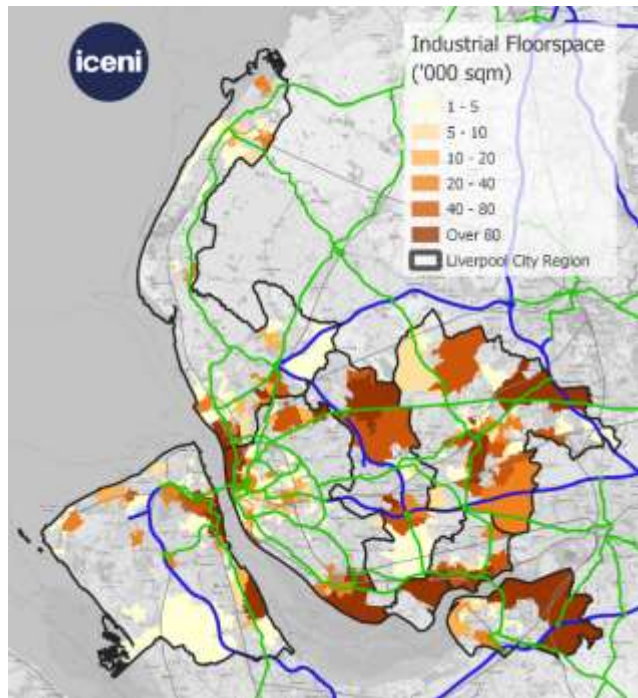 iceni
Industrial Floorspace
('000 sqm)
1 - 5
5 - 10
10 - 20
20 - 40
40 - 80
Over 80
Liverpool City Region